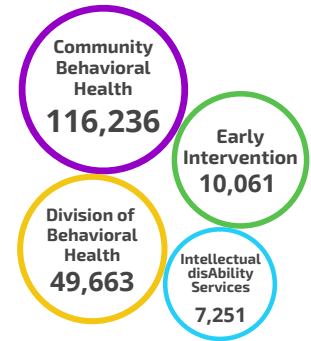 Community
Behavioral
Health
116,236
Early
Intervention
10,061
Division of
Behavioral
Health
49,663
Intellectual
disAbility
Services
7,251